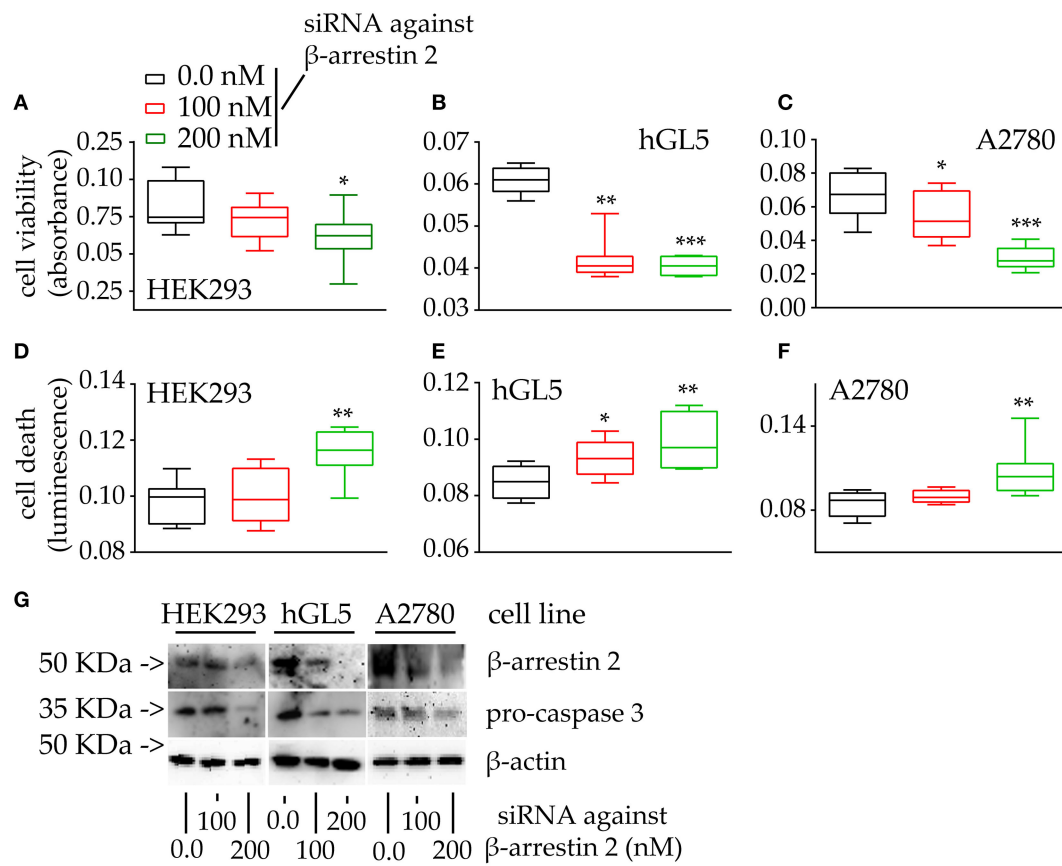 siRNA against
β-arrestin 2
0.0 nM
100 nM
200 nM
A
B
C
cell viability
(absorbance)
0.25
0.10
0.75
0.05
0.25
HEK293
*
0.07
0.06
0.05
0.04
0.03
hGL5
**
***
0.10
0.08
0.06
0.04
0.02
0.00
A2780
*
***
D
E
F
cell death
(luminescence)
0.14
0.12
0.10
0.08
HEK293
**
0.12
0.10
0.08
0.06
hGL5
*
**
0.14
0.08
A2780
**
G
HEK293 hGL5 A2780 cell line
50 KDa -> β-arrestin 2
35 KDa -> pro-caspase 3
50 KDa -> β-actin
100 0.0 200 100 siRNA against
0.0 200 100 0.0 200 β-arrestin 2 (nM)